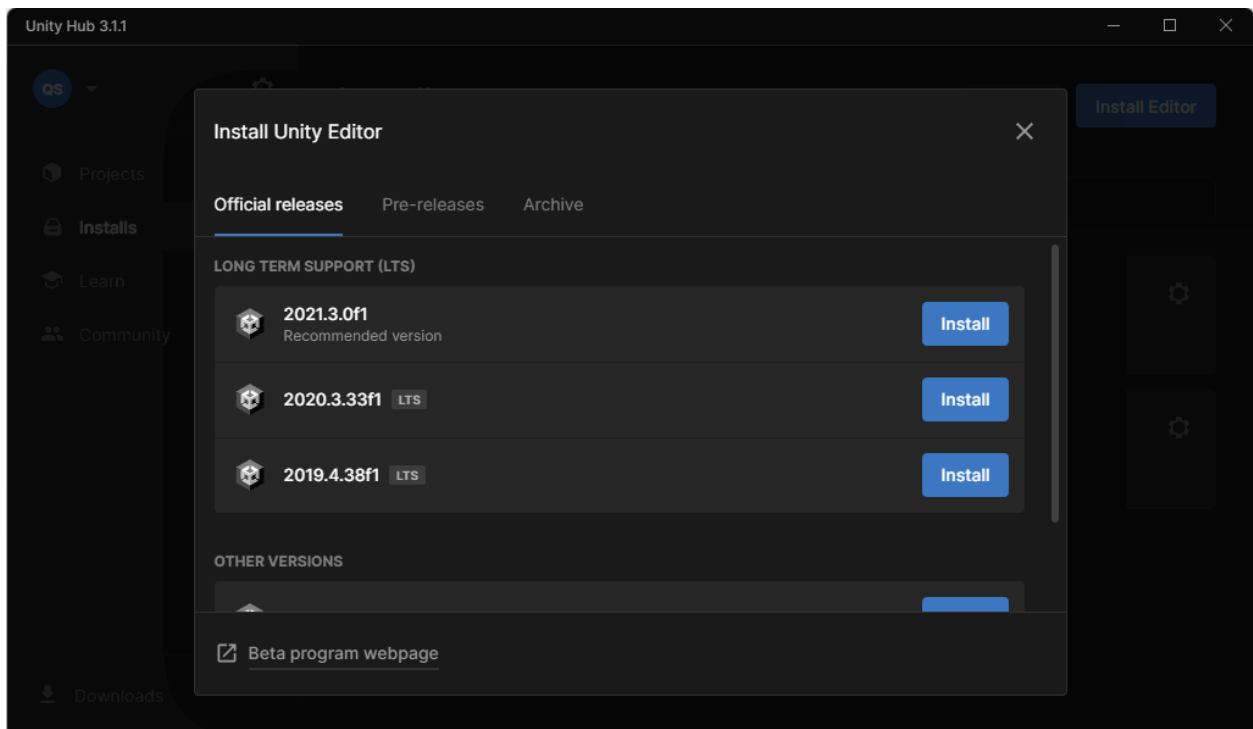 Unity Hub 3.1.1
QS
Install Editor
Install Unity Editor
Projects
Official releases Pre-releases Archive
Installs
LONG TERM SUPPORT (LTS)
Learn
2021.3.0f1
Install
Recommended version
Community
2020.3.33f1 LTS
Install
2019.4.38f1 LTS
Install
OTHER VERSIONS
Beta program webpage
Downloads